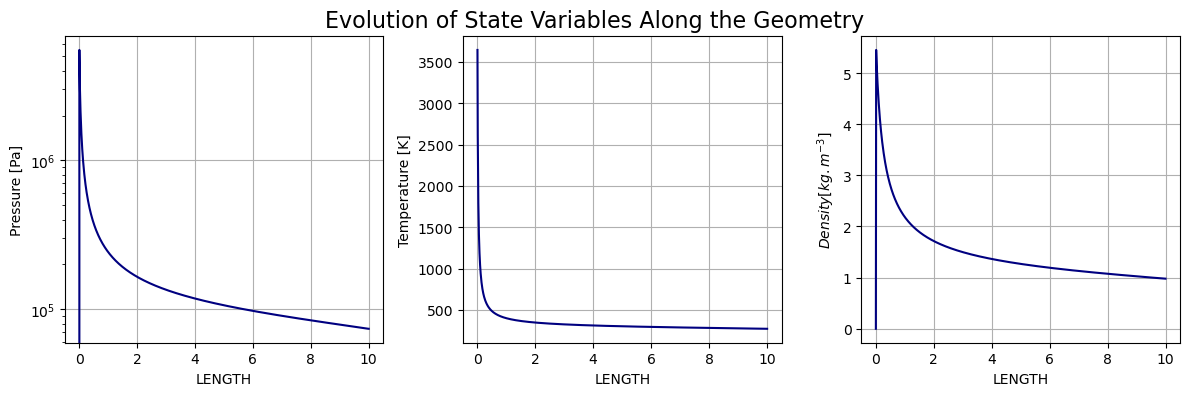 Evolution of State Variables Along the Geometry
Pressure [Pa]
10^6
10^5
0 2 4 6 8 10
LENGTH
Temperature [K]
3500
3000
2500
2000
1500
1000
500
0 2 4 6 8 10
LENGTH
Density[kg.m^{-3}]
5
4
3
2
1
0
0 2 4 6 8 10
LENGTH